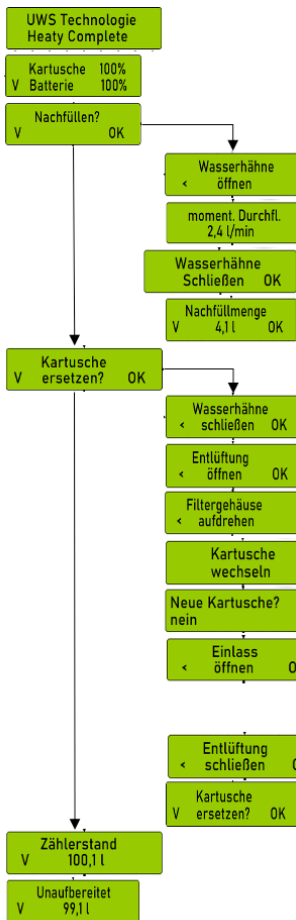 UWS Technologie
Heaty Complete
Kartusche 100%
V Batterie 100%
Nachfüllen?
V OK
Wasserhähne
< öffnen
moment. Durchfl.
2,4 l/min
Wasserhähne
Schließen OK
Nachfüllmenge
V 4,1 l OK
Kartusche
V ersetzen? OK
Wasserhähne
< schließen OK
Entlüftung
< öffnen OK
Filtergehäuse
< aufdrehen
Kartusche
wechseln
Neue Kartusche?
nein
Einlass
< öffnen
Entlüftung
< schließen
Kartusche
V ersetzen? OK
Zählerstand
V 100,1 l
Unaufbereitet
V 99,1 l